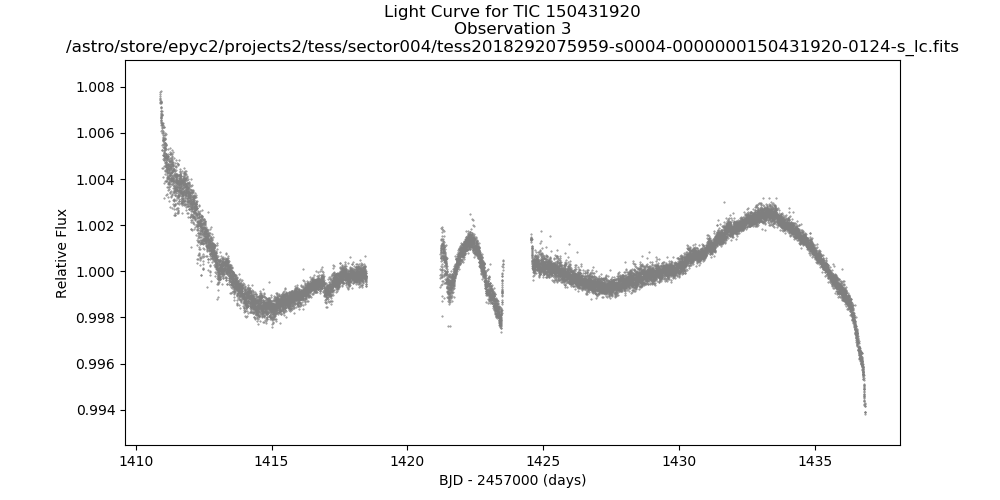 Light Curve for TIC 150431920
Observation 3
/astro/store/epyc2/projects2/tess/sector004/tess2018292075959-s0004-0000000150431920-0124-s_lc.fits
1.008
1.006
1.004
1.002
1.000
0.998
0.996
0.994
Relative Flux
1410 1415 1420 1425 1430 1435
BJD - 2457000 (days)